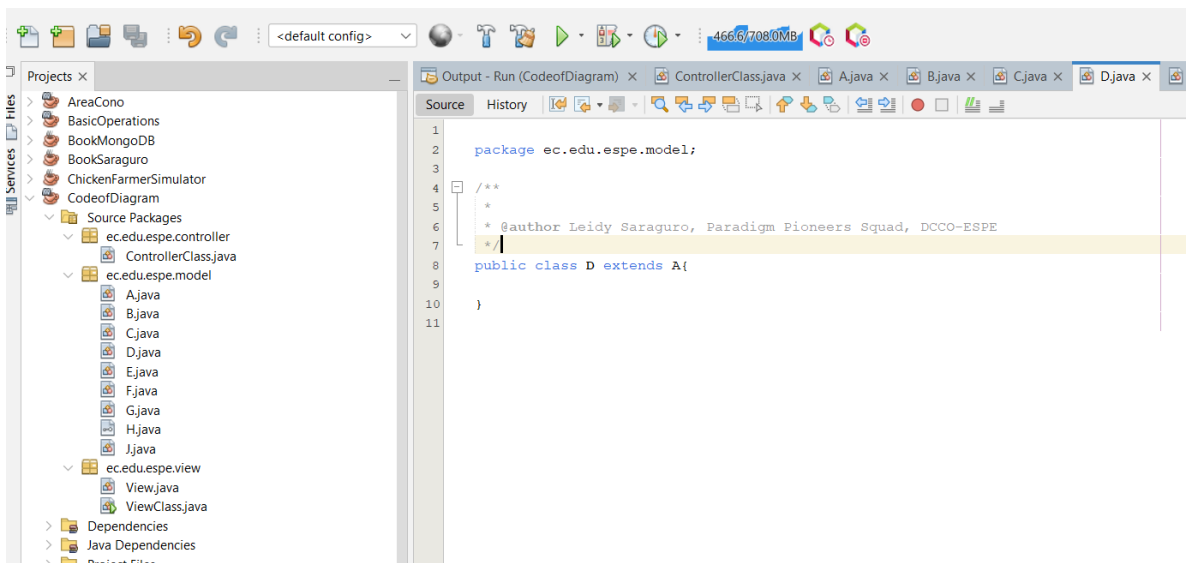 <default config>
466.6/708.0MB
Projects
Files
Services
AreaCono
BasicOperations
BookMongoDB
BookSaraguro
ChickenFarmerSimulator
CodeofDiagram
Source Packages
ec.edu.espe.controller
ControllerClass.java
ec.edu.espe.model
A.java
B.java
C.java
D.java
E.java
F.java
G.java
H.java
J.java
ec.edu.espe.view
View.java
ViewClass.java
Dependencies
Java Dependencies
Project Files
Output - Run (CodeofDiagram) ControllerClass.java A.java B.java C.java D.java
Source History
1
2 package ec.edu.espe.model;
3
4 /**
5 *
6 * @author Leidy Saraguro, Paradigm Pioneers Squad, DCCO-ESPE
7 */
8 public class D extends A{
9
10 }
11